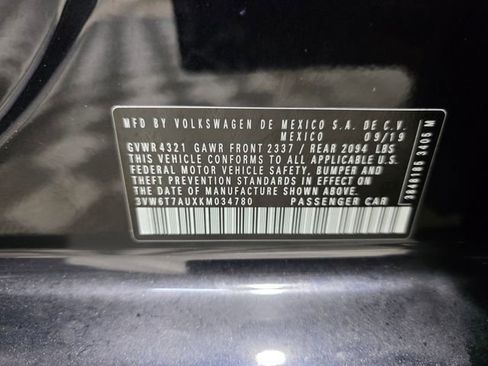 MFD BY VOLKSWAGEN DE MEXICO S.A. DE C.V.
MEXICO 09/19
GVWR 4321 GAWR FRONT 2337 / REAR 2094 LBS
THIS VEHICLE CONFORMS TO ALL APPLICABLE U.S.
FEDERAL MOTOR VEHICLE SAFETY, BUMPER AND
THEFT PREVENTION STANDARDS IN EFFECT ON
THE DATE OF MANUFACTURE SHOWN ABOVE.
3VW6T7AUXKM034780 PASSENGER CAR